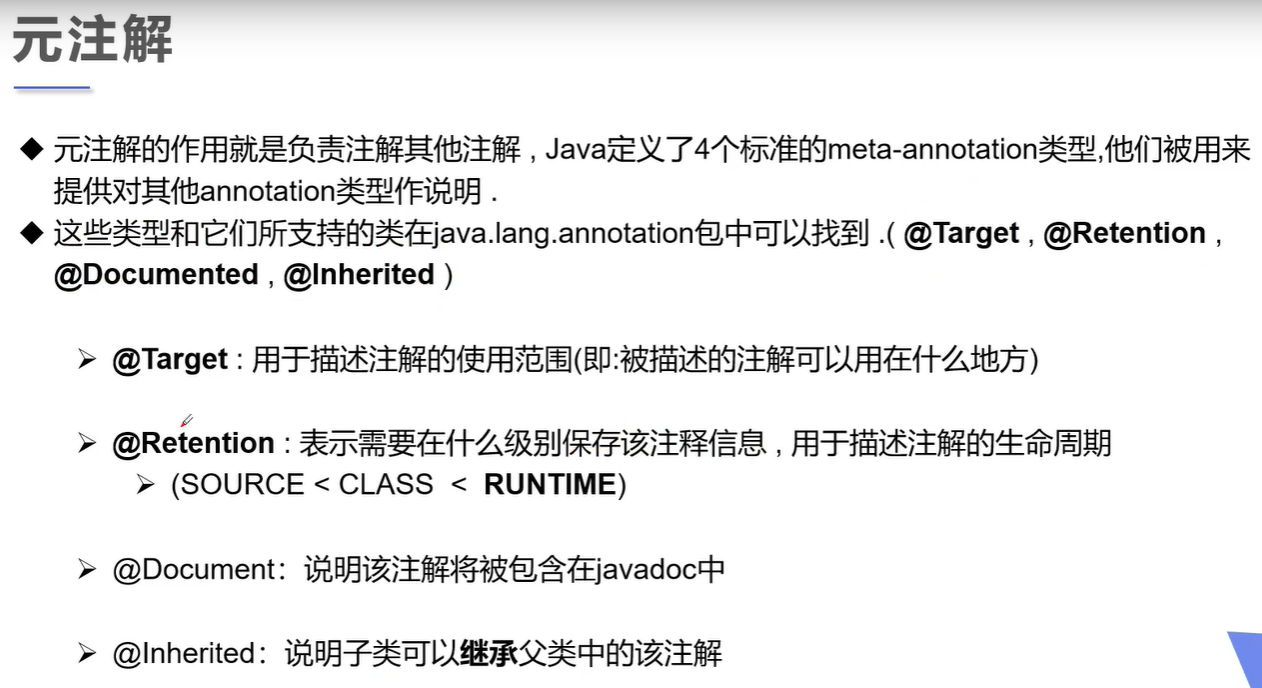 元注解
◆ 元注解的作用就是负责注解其他注解 , Java定义了4个标准的meta-annotation类型,他们被用来
提供对其他annotation类型作说明 .
◆ 这些类型和它们所支持的类在java.lang.annotation包中可以找到 .( @Target , @Retention ,
@Documented , @Inherited )
➢ @Target : 用于描述注解的使用范围(即:被描述的注解可以用在什么地方)
➢ @Retention : 表示需要在什么级别保存该注释信息 , 用于描述注解的生命周期
➢ (SOURCE < CLASS < RUNTIME)
➢ @Document：说明该注解将被包含在javadoc中
➢ @Inherited：说明子类可以继承父类中的该注解